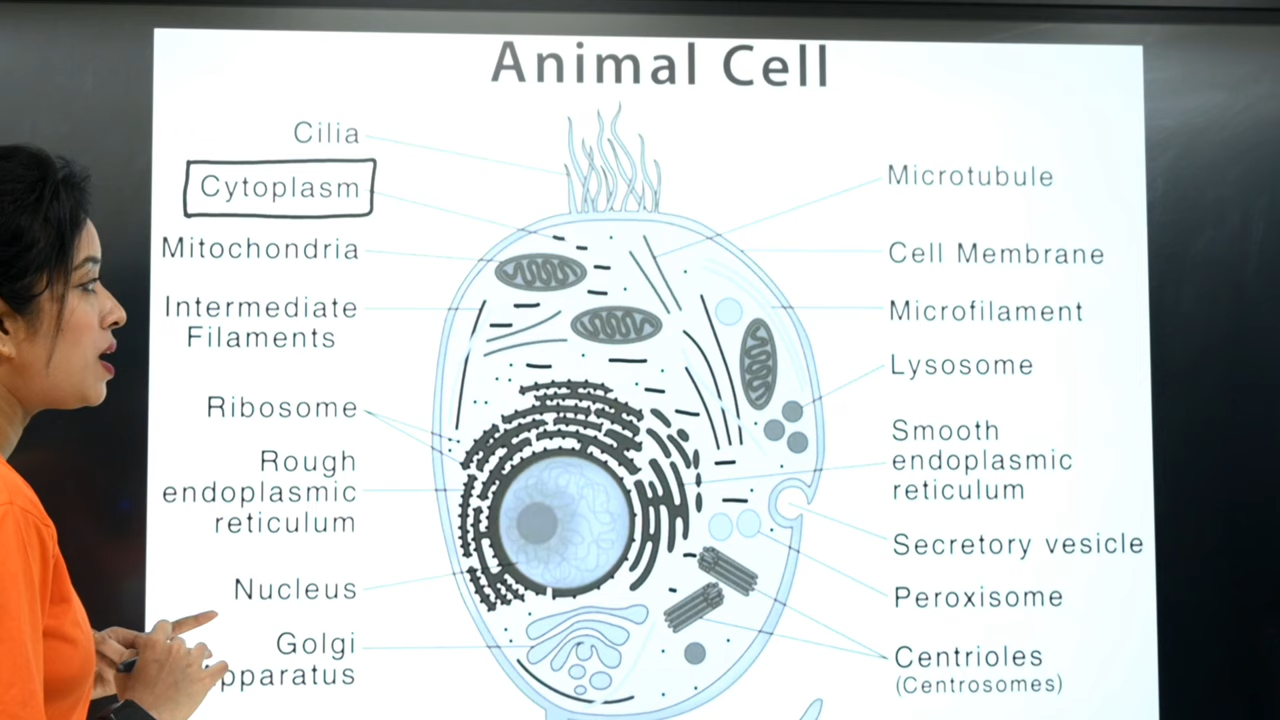 Animal Cell
Cilia
Cytoplasm
Mitochondria
Intermediate
Filaments
Ribosome
Rough
endoplasmic
reticulum
Nucleus
Golgi
pparatus
Microtubule
Cell Membrane
Microfilament
Lysosome
Smooth
endoplasmic
reticulum
Secretory vesicle
Peroxisome
Centrioles
(Centrosomes)